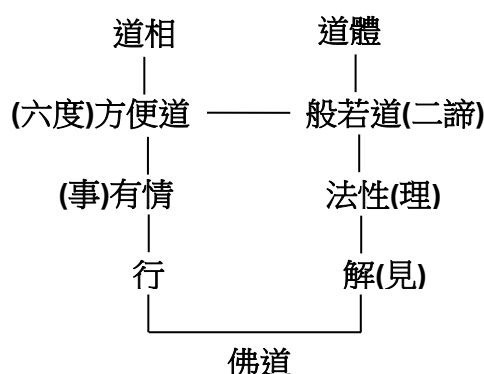 道相 道體
(六度)方便道 般若道(二諦)
(事)有情 法性(理)
行 解(見)
佛道